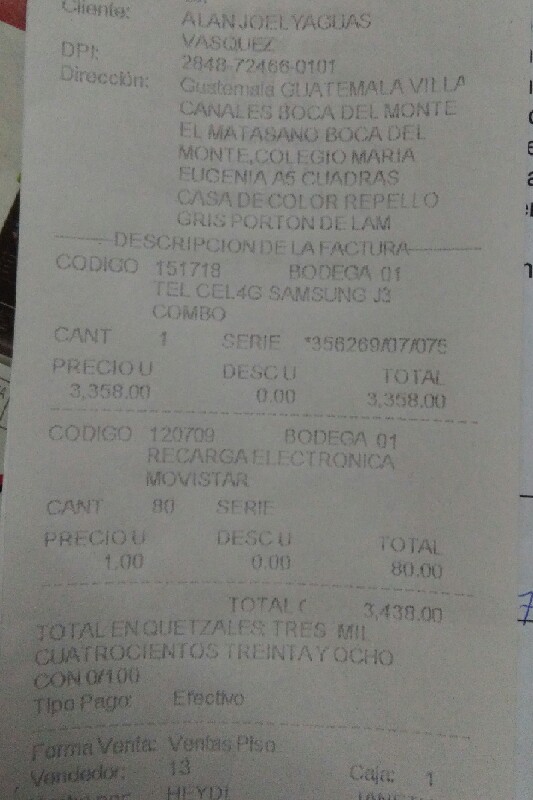 Cliente: ALAN JOEL YAGUAS
VASQUEZ
DPI: 2848-72466-0101
Dirección: Guatemala GUATEMALA VILLA
CANALES BOCA DEL MONTE
EL MATASANO BOCA DEL
MONTE,COLEGIO MARIA
EUGENIA A5 CUADRAS
CASA DE COLOR REPELLO
GRIS PORTON DE LAM
DESCRIPCION DE LA FACTURA
CODIGO 151718 BODEGA 01
TEL CEL4G SAMSUNG J3
COMBO
CANT 1 SERIE *356269/07/075
PRECIO U DESC U TOTAL
3,358.00 0.00 3,358.00
CODIGO 120709 BODEGA 01
RECARGA ELECTRONICA
MOVISTAR
CANT 80 SERIE
PRECIO U DESC U TOTAL
1.00 0.00 80.00
TOTAL ( 3,438.00
TOTAL EN QUETZALES TRES MIL
CUATROCIENTOS TREINTA Y OCHO
CON 0/100
Tipo Pago: Efectivo
Forma Venta: Ventas Piso
Vendedor: 13 Caja: 1
HEYDI